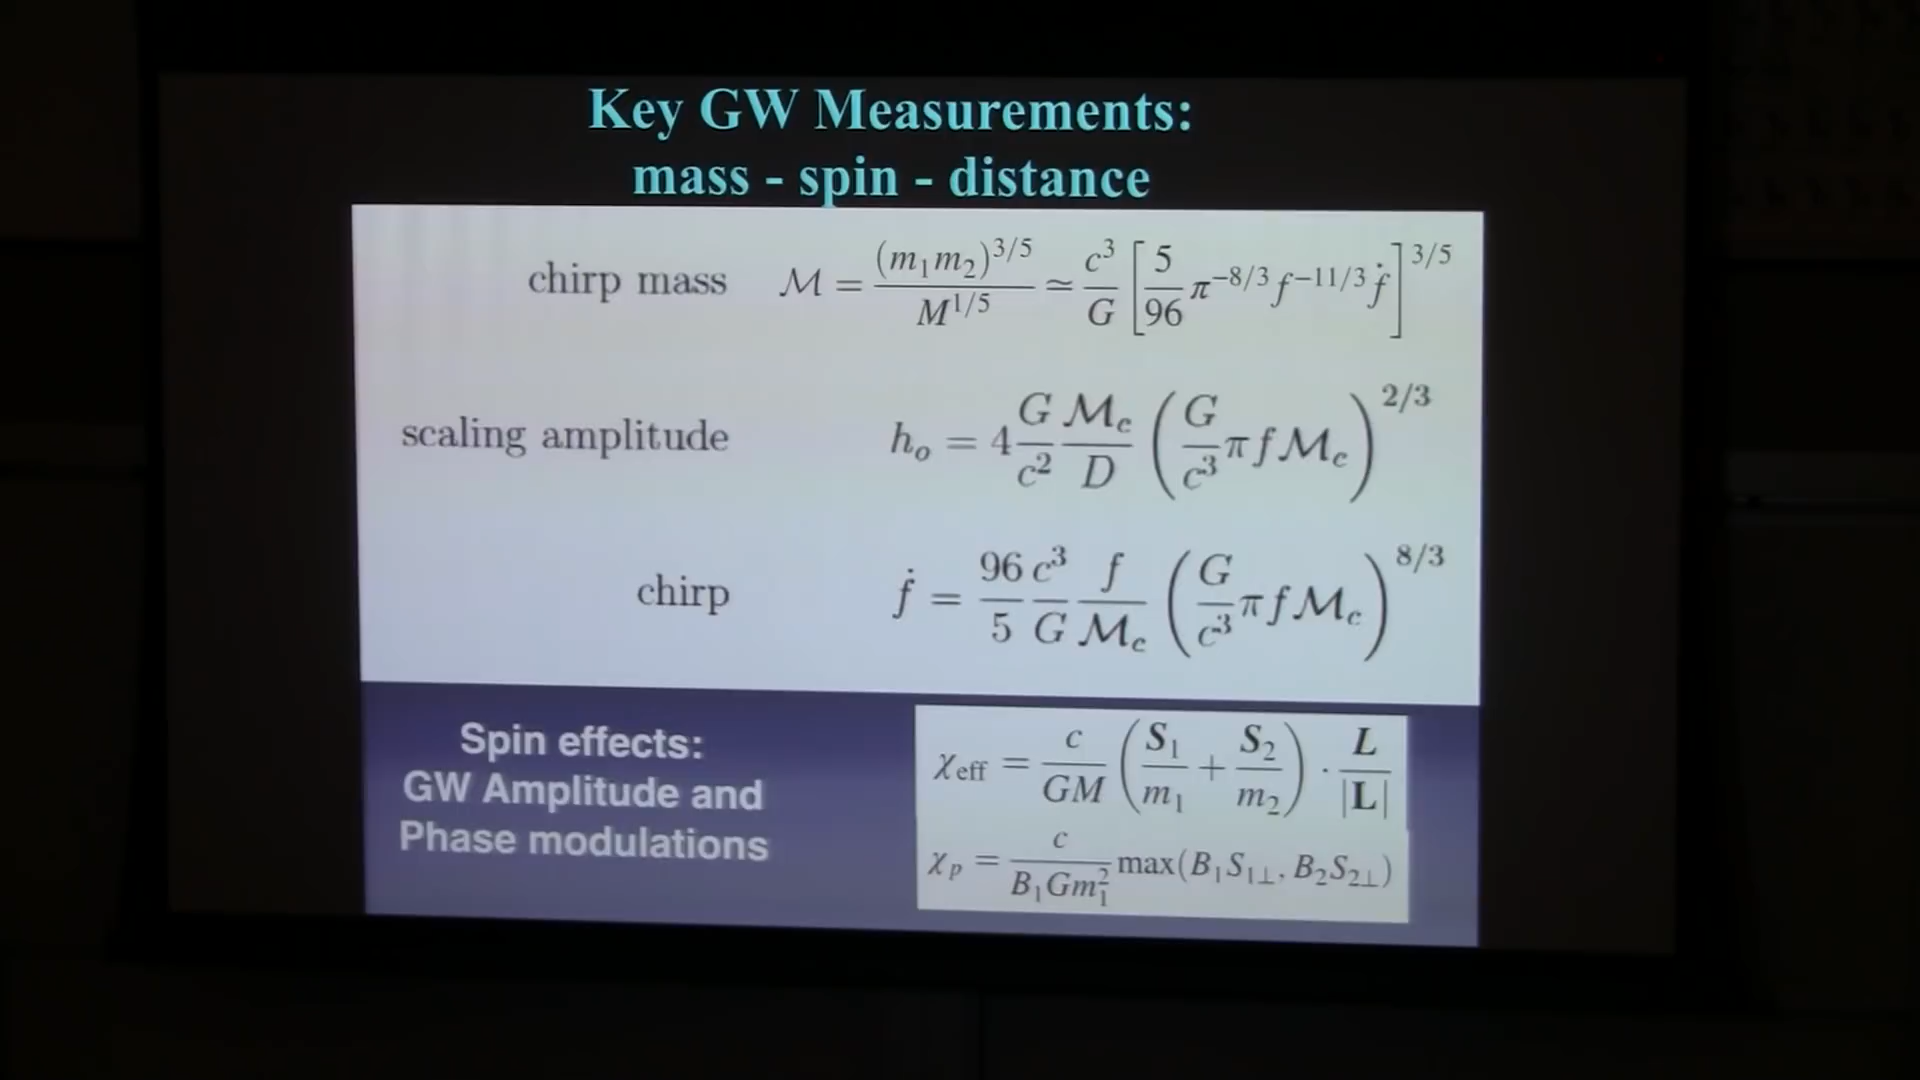 Key GW Measurements:
mass - spin - distance
chirp mass ℳ = (m₁m₂)^{3/5} / M^{1/5} ≃ c³/G [5/96 π^{−8/3} f^{−11/3} ḟ]^{3/5}
scaling amplitude hₒ = 4 G/c² ℳ_c/D (G/c³ π f ℳ_c)^{2/3}
chirp ḟ = 96/5 c³/G f/ℳ_c (G/c³ π f ℳ_c)^{8/3}
Spin effects:
GW Amplitude and
Phase modulations
χ_eff = c/GM (S₁/m₁ + S₂/m₂) · L/|L|
χ_p = c/(B₁Gm₁²) max(B₁S₁⊥, B₂S₂⊥)